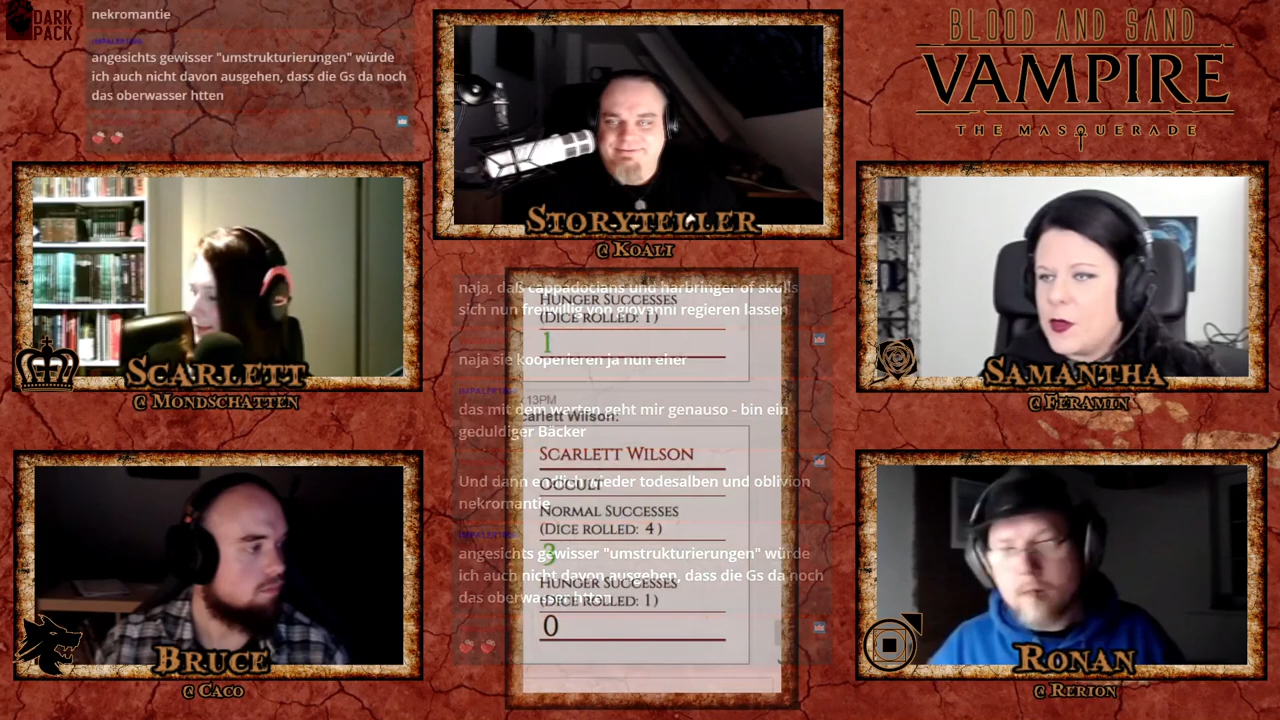 DARK
PACK
nekromantie
angesichts gewisser "umstrukturierungen" würde
ich auch nicht davon ausgehen, dass die Gs da noch
das oberwasser htten
BLOOD AND SAND
VAMPIRE
THE MASQUERADE
STORYTELLER
@ KOALI
SCARLETT
@ MONDSCHATTEN
SAMANTHA
@ FERAMIN
naja, daß cappadocians und harbringer of skulls
sich nun freiwillig von giovanni regieren lassen
HUNGER SUCCESSES
(DICE ROLLED: 1)
1
naja sie kooperieren ja nun eher
13PM
das mit dem warten geht mir genauso - bin ein
geduldiger Bäcker
carlett Wilson:
SCARLETT WILSON
Und dann endlich wieder todesalben und oblivion
nekromantie
OCCULT
NORMAL SUCCESSES
(DICE ROLLED: 4 )
3
angesichts gewisser "umstrukturierungen" würde
ich auch nicht davon ausgehen, dass die Gs da noch
das oberwasser htten
HUNGER SUCCESSES
(DICE ROLLED: 1)
0
BRUCE
@ CACO
RONAN
@ RERION